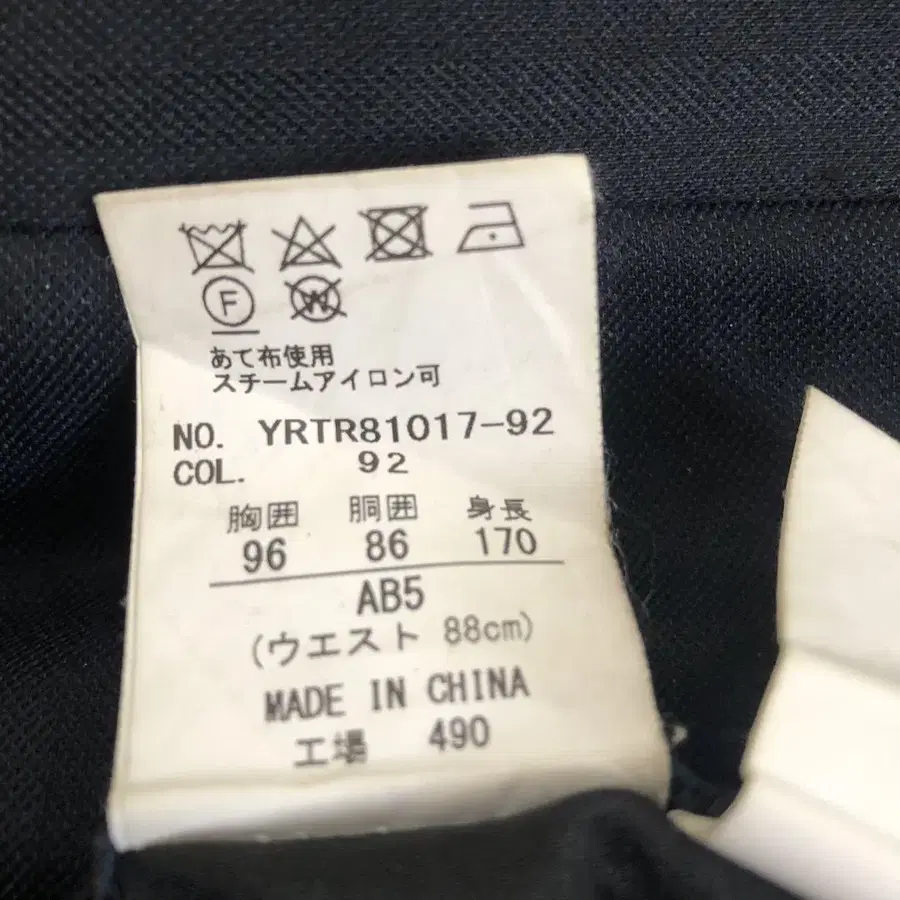 F W
あて布使用
スチームアイロン可
NO. YRTR81017-92
COL. 92
胸囲 胴囲 身長
96 86 170
AB5
(ウエスト 88cm)
MADE IN CHINA
工場 490